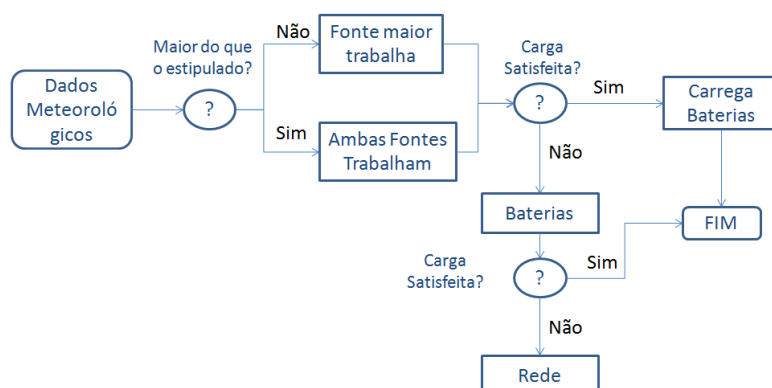 Dados
Meteoroló
gicos
Maior do que
o estipulado?
?
Não
Sim
Fonte maior
trabalha
Ambas Fontes
Trabalham
Carga
Satisfeita?
?
Sim
Carrega
Baterias
Não
Baterias
FIM
Carga
Satisfeita?
?
Sim
Não
Rede